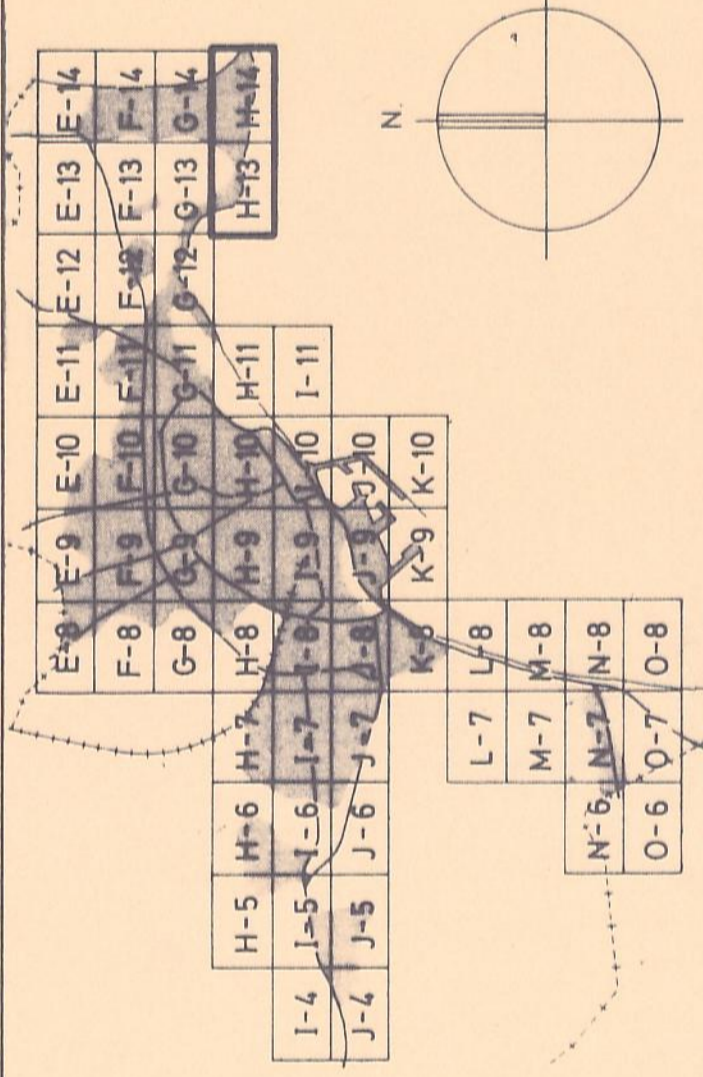 E-8 E-9 E-10 E-11 E-12 E-13 E-14
F-8 F-9 F-10 F-11 F-12 F-13 F-14
G-8 G-9 G-10 G-11 G-12 G-13 G-14
H-5 H-6 H-7 H-8 H-9 H-10 H-11 H-13 H-14
I-4 I-5 I-6 I-7 I-8 I-9 I-10 I-11
J-4 J-5 J-6 J-7 J-8 J-9 J-10
N.
K-8 K-9 K-10
L-7 L-8
M-7 M-8
N-6 N-7 N-8
O-6 O-7 O-8